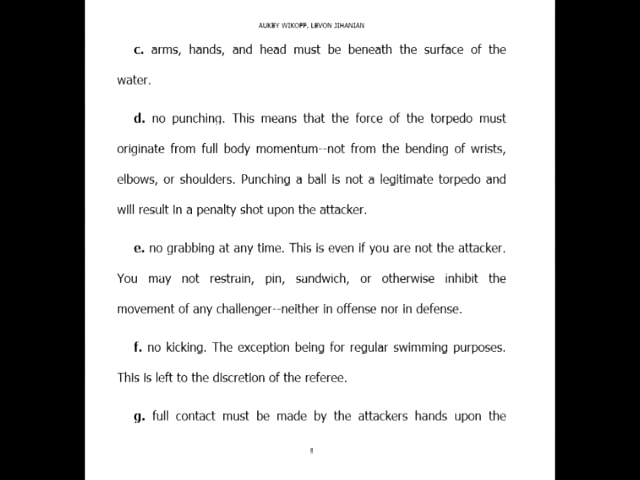 AUKEY WIKOFF, LEVON JIHANIAN
c. arms, hands, and head must be beneath the surface of the
water.
d. no punching. This means that the force of the torpedo must
originate from full body momentum--not from the bending of wrists,
elbows, or shoulders. Punching a ball is not a legitimate torpedo and
will result in a penalty shot upon the attacker.
e. no grabbing at any time. This is even if you are not the attacker.
You may not restrain, pin, sandwich, or otherwise inhibit the
movement of any challenger--neither in offense nor in defense.
f. no kicking. The exception being for regular swimming purposes.
This is left to the discretion of the referee.
g. full contact must be made by the attackers hands upon the